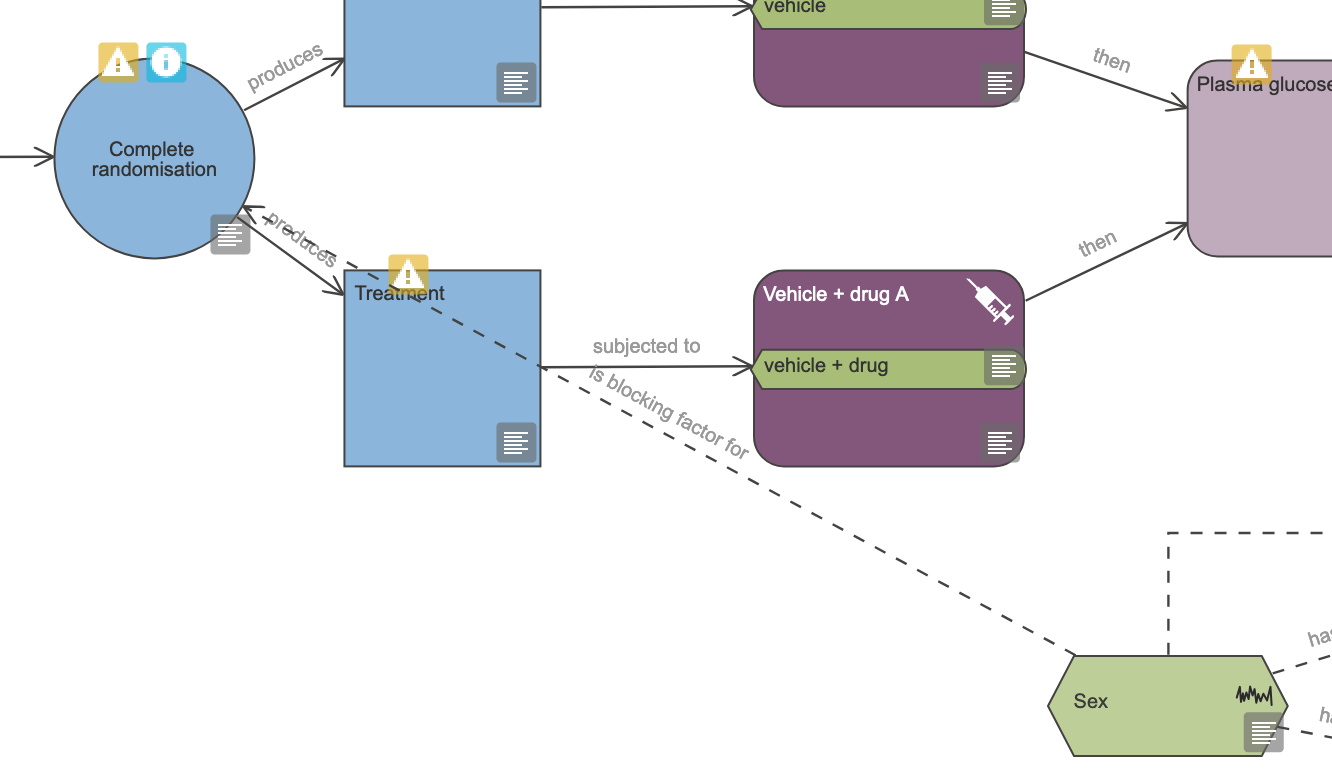 vehicle
produces
then
Plasma glucose
Complete
randomisation
produces
then
Treatment
Vehicle + drug A
subjected to
vehicle + drug
is blocking factor for
has
Sex
ha